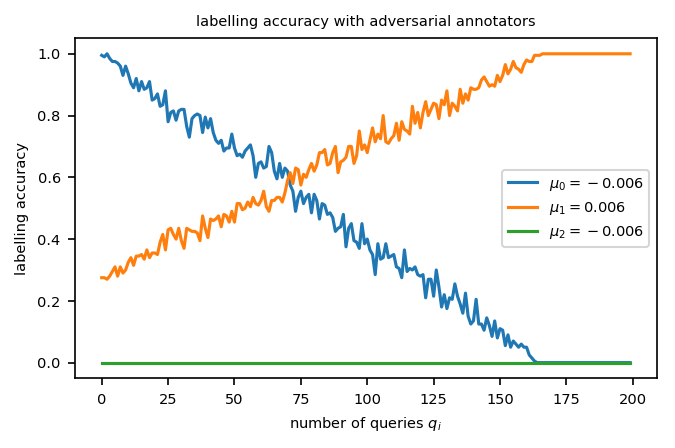 labelling accuracy with adversarial annotators
labelling accuracy
1.0
0.8
0.6
0.4
0.2
0.0
μ₀ = −0.006
μ₁ = 0.006
μ₂ = −0.006
0 25 50 75 100 125 150 175 200
number of queries qᵢ